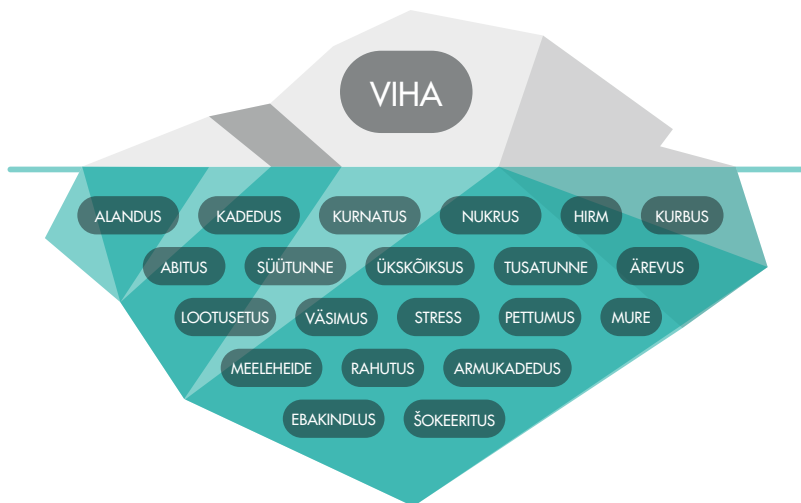 VIHA
ALANDUS KADEDUS KURNATUS NUKRUS HIRM KURBUS
ABITUS SÜÜTUNNE ÜKSKÕIKSUS TUSATUNNE ÄREVUS
LOOTUSETUS VÄSIMUS STRESS PETTUMUS MURE
MEELEHEIDE RAHUTUS ARMUKADEDUS
EBAKINDLUS ŠOKEERITUS